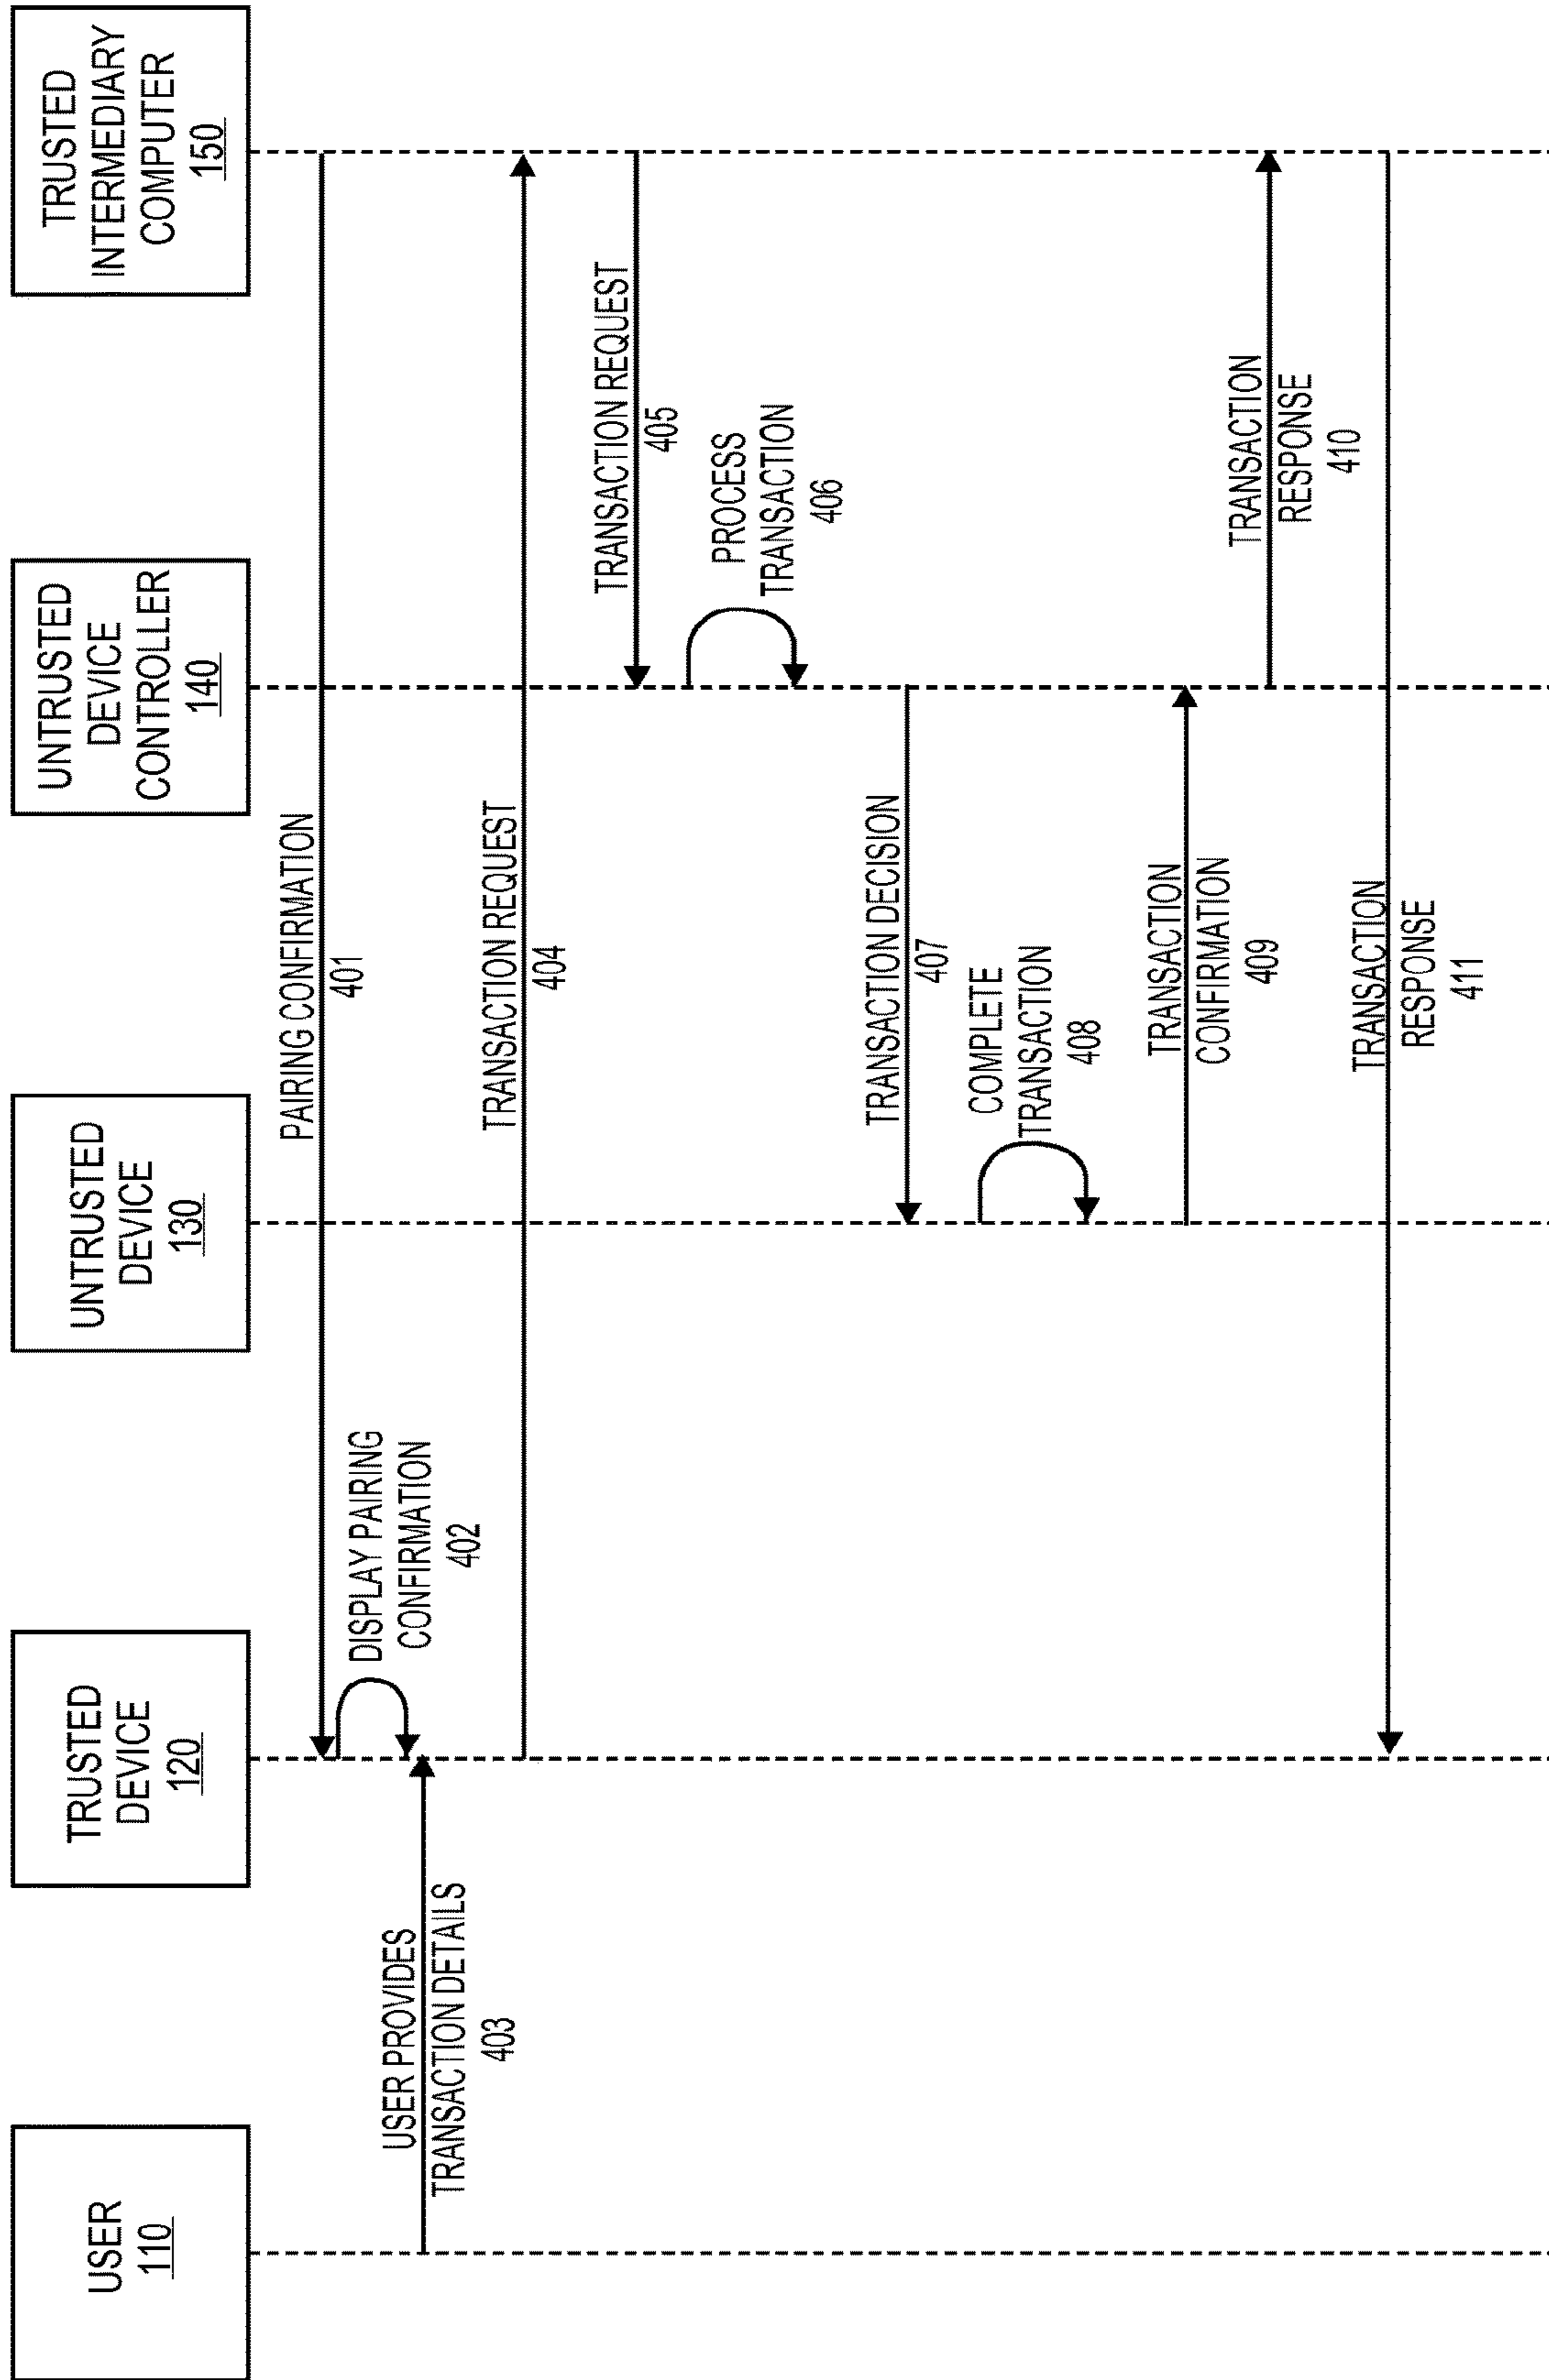 USER
110
TRUSTED
DEVICE
120
UNTRUSTED
DEVICE
130
UNTRUSTED
DEVICE
CONTROLLER
140
TRUSTED
INTERMEDIARY
COMPUTER
150
PAIRING CONFIRMATION
401
DISPLAY PAIRING
CONFIRMATION
402
USER PROVIDES
TRANSACTION DETAILS
403
TRANSACTION REQUEST
404
TRANSACTION REQUEST
405
PROCESS
TRANSACTION
406
TRANSACTION DECISION
407
COMPLETE
TRANSACTION
408
TRANSACTION
CONFIRMATION
409
TRANSACTION
RESPONSE
410
TRANSACTION
RESPONSE
411